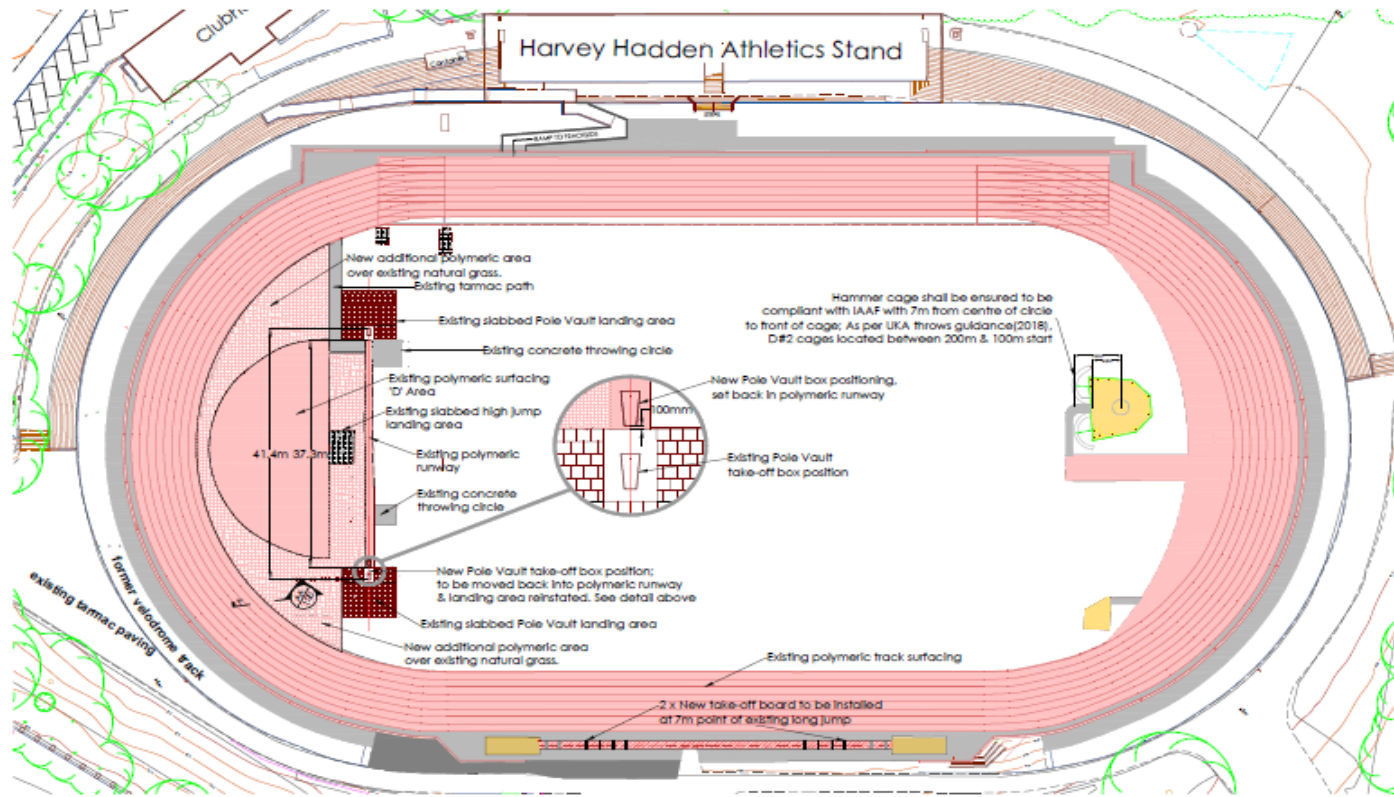 Clubh
Harvey Hadden Athletics Stand
Container
STEPS
RAMP TO TRACKSIDE
New additional polymeric area
over existing natural grass.
Existing tarmac path
Existing slabbed Pole Vault landing area
Existing concrete throwing circle
Existing polymeric surfacing
'D' Area
Existing slabbed high jump
landing area
41.4m 37.3m
Existing polymeric
runway
Existing concrete
throwing circle
Hammer cage shall be ensured to be
compliant with IAAF with 7m from centre of circle
to front of cage; As per UKA throws guidance(2018),
D#2 cages located between 200m & 100m start
New Pole Vault box positioning,
set back in polymeric runway
100mm
Existing Pole Vault
take-off box position
New Pole Vault take-off box position;
to be moved back into polymeric runway
& landing area reinstated. See detail above
Existing slabbed Pole Vault landing area
New additional polymeric area
over existing natural grass.
former velodrome track
existing tarmac paving
Existing polymeric track surfacing
2 x New take-off board to be installed
at 7m point of existing long jump